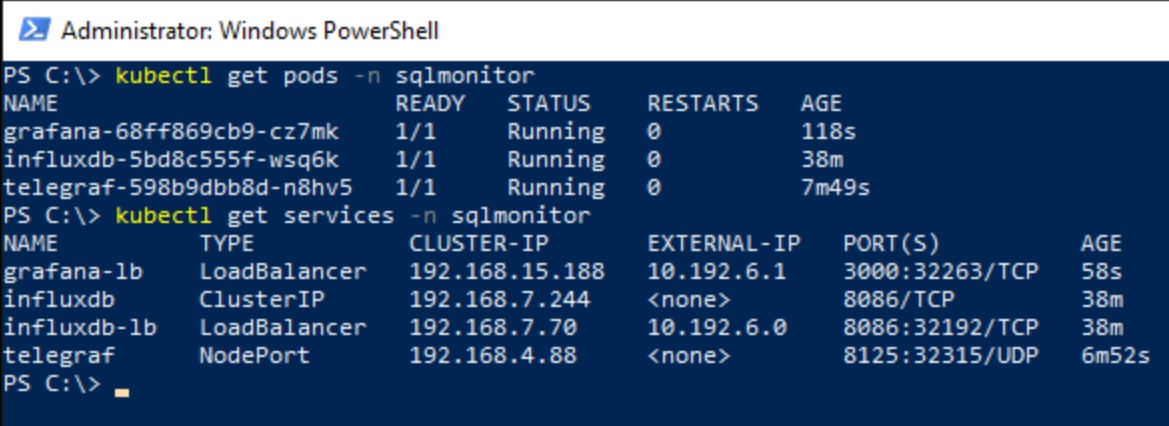 Administrator: Windows PowerShell
PS C:\> kubectl get pods -n sqlmonitor
NAME READY STATUS RESTARTS AGE
grafana-68ff869cb9-cz7mk 1/1 Running 0 118s
influxdb-5bd8c555f-wsq6k 1/1 Running 0 38m
telegraf-598b9dbb8d-n8hv5 1/1 Running 0 7m49s
PS C:\> kubectl get services -n sqlmonitor
NAME TYPE CLUSTER-IP EXTERNAL-IP PORT(S) AGE
grafana-lb LoadBalancer 192.168.15.188 10.192.6.1 3000:32263/TCP 58s
influxdb ClusterIP 192.168.7.244 <none> 8086/TCP 38m
influxdb-lb LoadBalancer 192.168.7.70 10.192.6.0 8086:32192/TCP 38m
telegraf NodePort 192.168.4.88 <none> 8125:32315/UDP 6m52s
PS C:\>